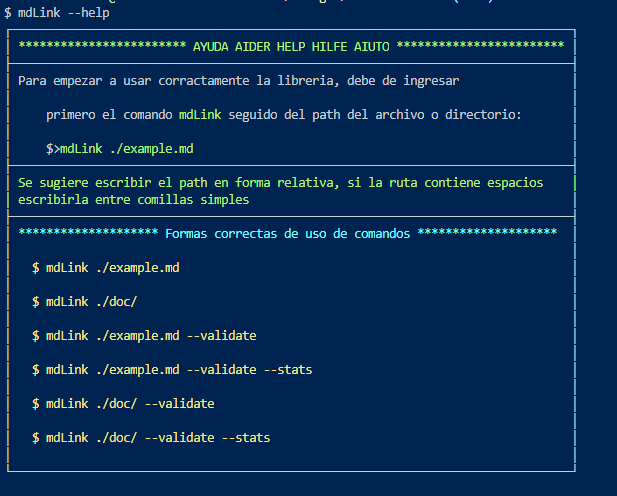 $ mdLink --help
************************ AYUDA AIDER HELP HILFE AIUTO ************************
Para empezar a usar corractamente la libreria, debe de ingresar
primero el comando mdLink seguido del path del archivo o directorio:
$>mdLink ./example.md
Se sugiere escribir el path en forma relativa, si la ruta contiene espacios
escribirla entre comillas simples
******************** Formas correctas de uso de comandos ********************
$ mdLink ./example.md
$ mdLink ./doc/
$ mdLink ./example.md --validate
$ mdLink ./example.md --validate --stats
$ mdLink ./doc/ --validate
$ mdLink ./doc/ --validate --stats